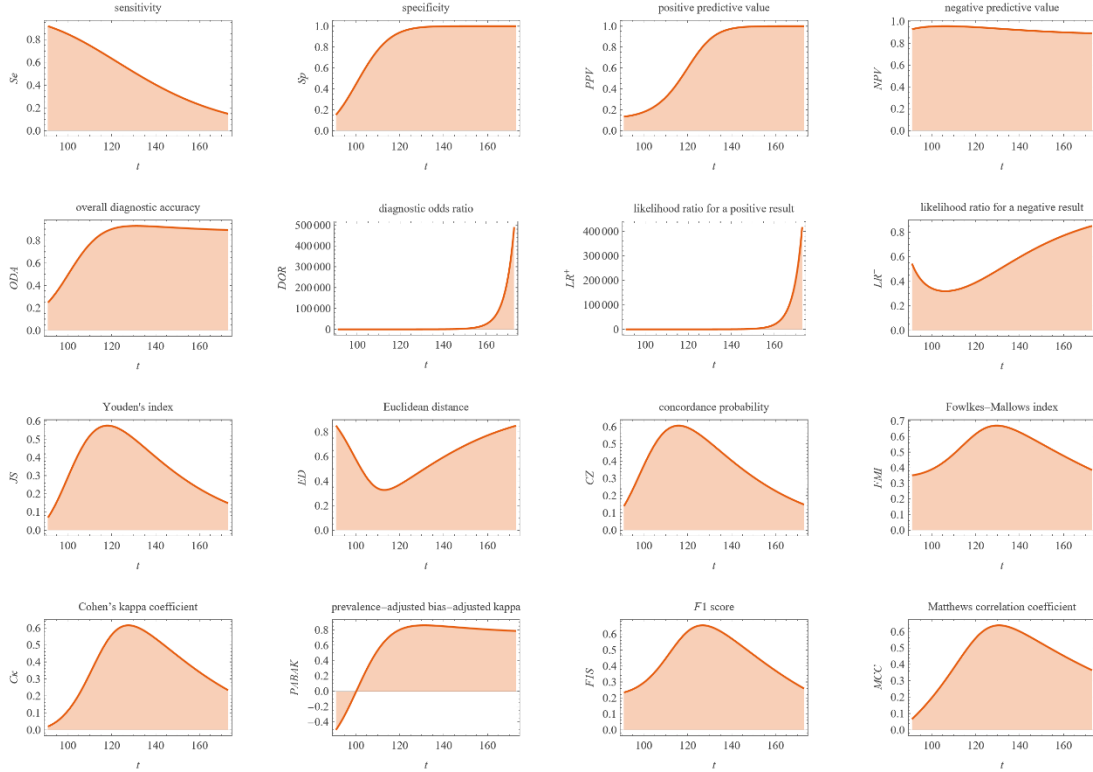 sensitivity
Se
0.8
0.6
0.4
0.2
0.0
100 120 140 160
t
specificity
Sp
1.0
0.8
0.6
0.4
0.2
0.0
100 120 140 160
t
positive predictive value
PPV
1.0
0.8
0.6
0.4
0.2
0.0
100 120 140 160
t
negative predictive value
NPV
1.0
0.8
0.6
0.4
0.2
0.0
100 120 140 160
t
overall diagnostic accuracy
ODA
0.8
0.6
0.4
0.2
0.0
100 120 140 160
t
diagnostic odds ratio
DOR
500 000
400 000
300 000
200 000
100 000
0
100 120 140 160
t
likelihood ratio for a positive result
LR⁺
400 000
300 000
200 000
100 000
0
100 120 140 160
t
likelihood ratio for a negative result
LR⁻
0.8
0.6
0.4
0.2
0.0
100 120 140 160
t
Youden's index
JS
0.6
0.5
0.4
0.3
0.2
0.1
0.0
100 120 140 160
t
Euclidean distance
ED
0.8
0.6
0.4
0.2
0.0
100 120 140 160
t
concordance probability
CZ
0.6
0.5
0.4
0.3
0.2
0.1
0.0
100 120 140 160
t
Fowlkes–Mallows index
FMI
0.7
0.6
0.5
0.4
0.3
0.2
0.1
0.0
100 120 140 160
t
Cohen's kappa coefficient
Cκ
0.6
0.5
0.4
0.3
0.2
0.1
0.0
100 120 140 160
t
prevalence–adjusted bias–adjusted kappa
PABAK
0.8
0.6
0.4
0.2
0.0
−0.2
−0.4
100 120 140 160
t
F1 score
F1S
0.6
0.5
0.4
0.3
0.2
0.1
0.0
100 120 140 160
t
Matthews correlation coefficient
MCC
0.6
0.5
0.4
0.3
0.2
0.1
0.0
100 120 140 160
t